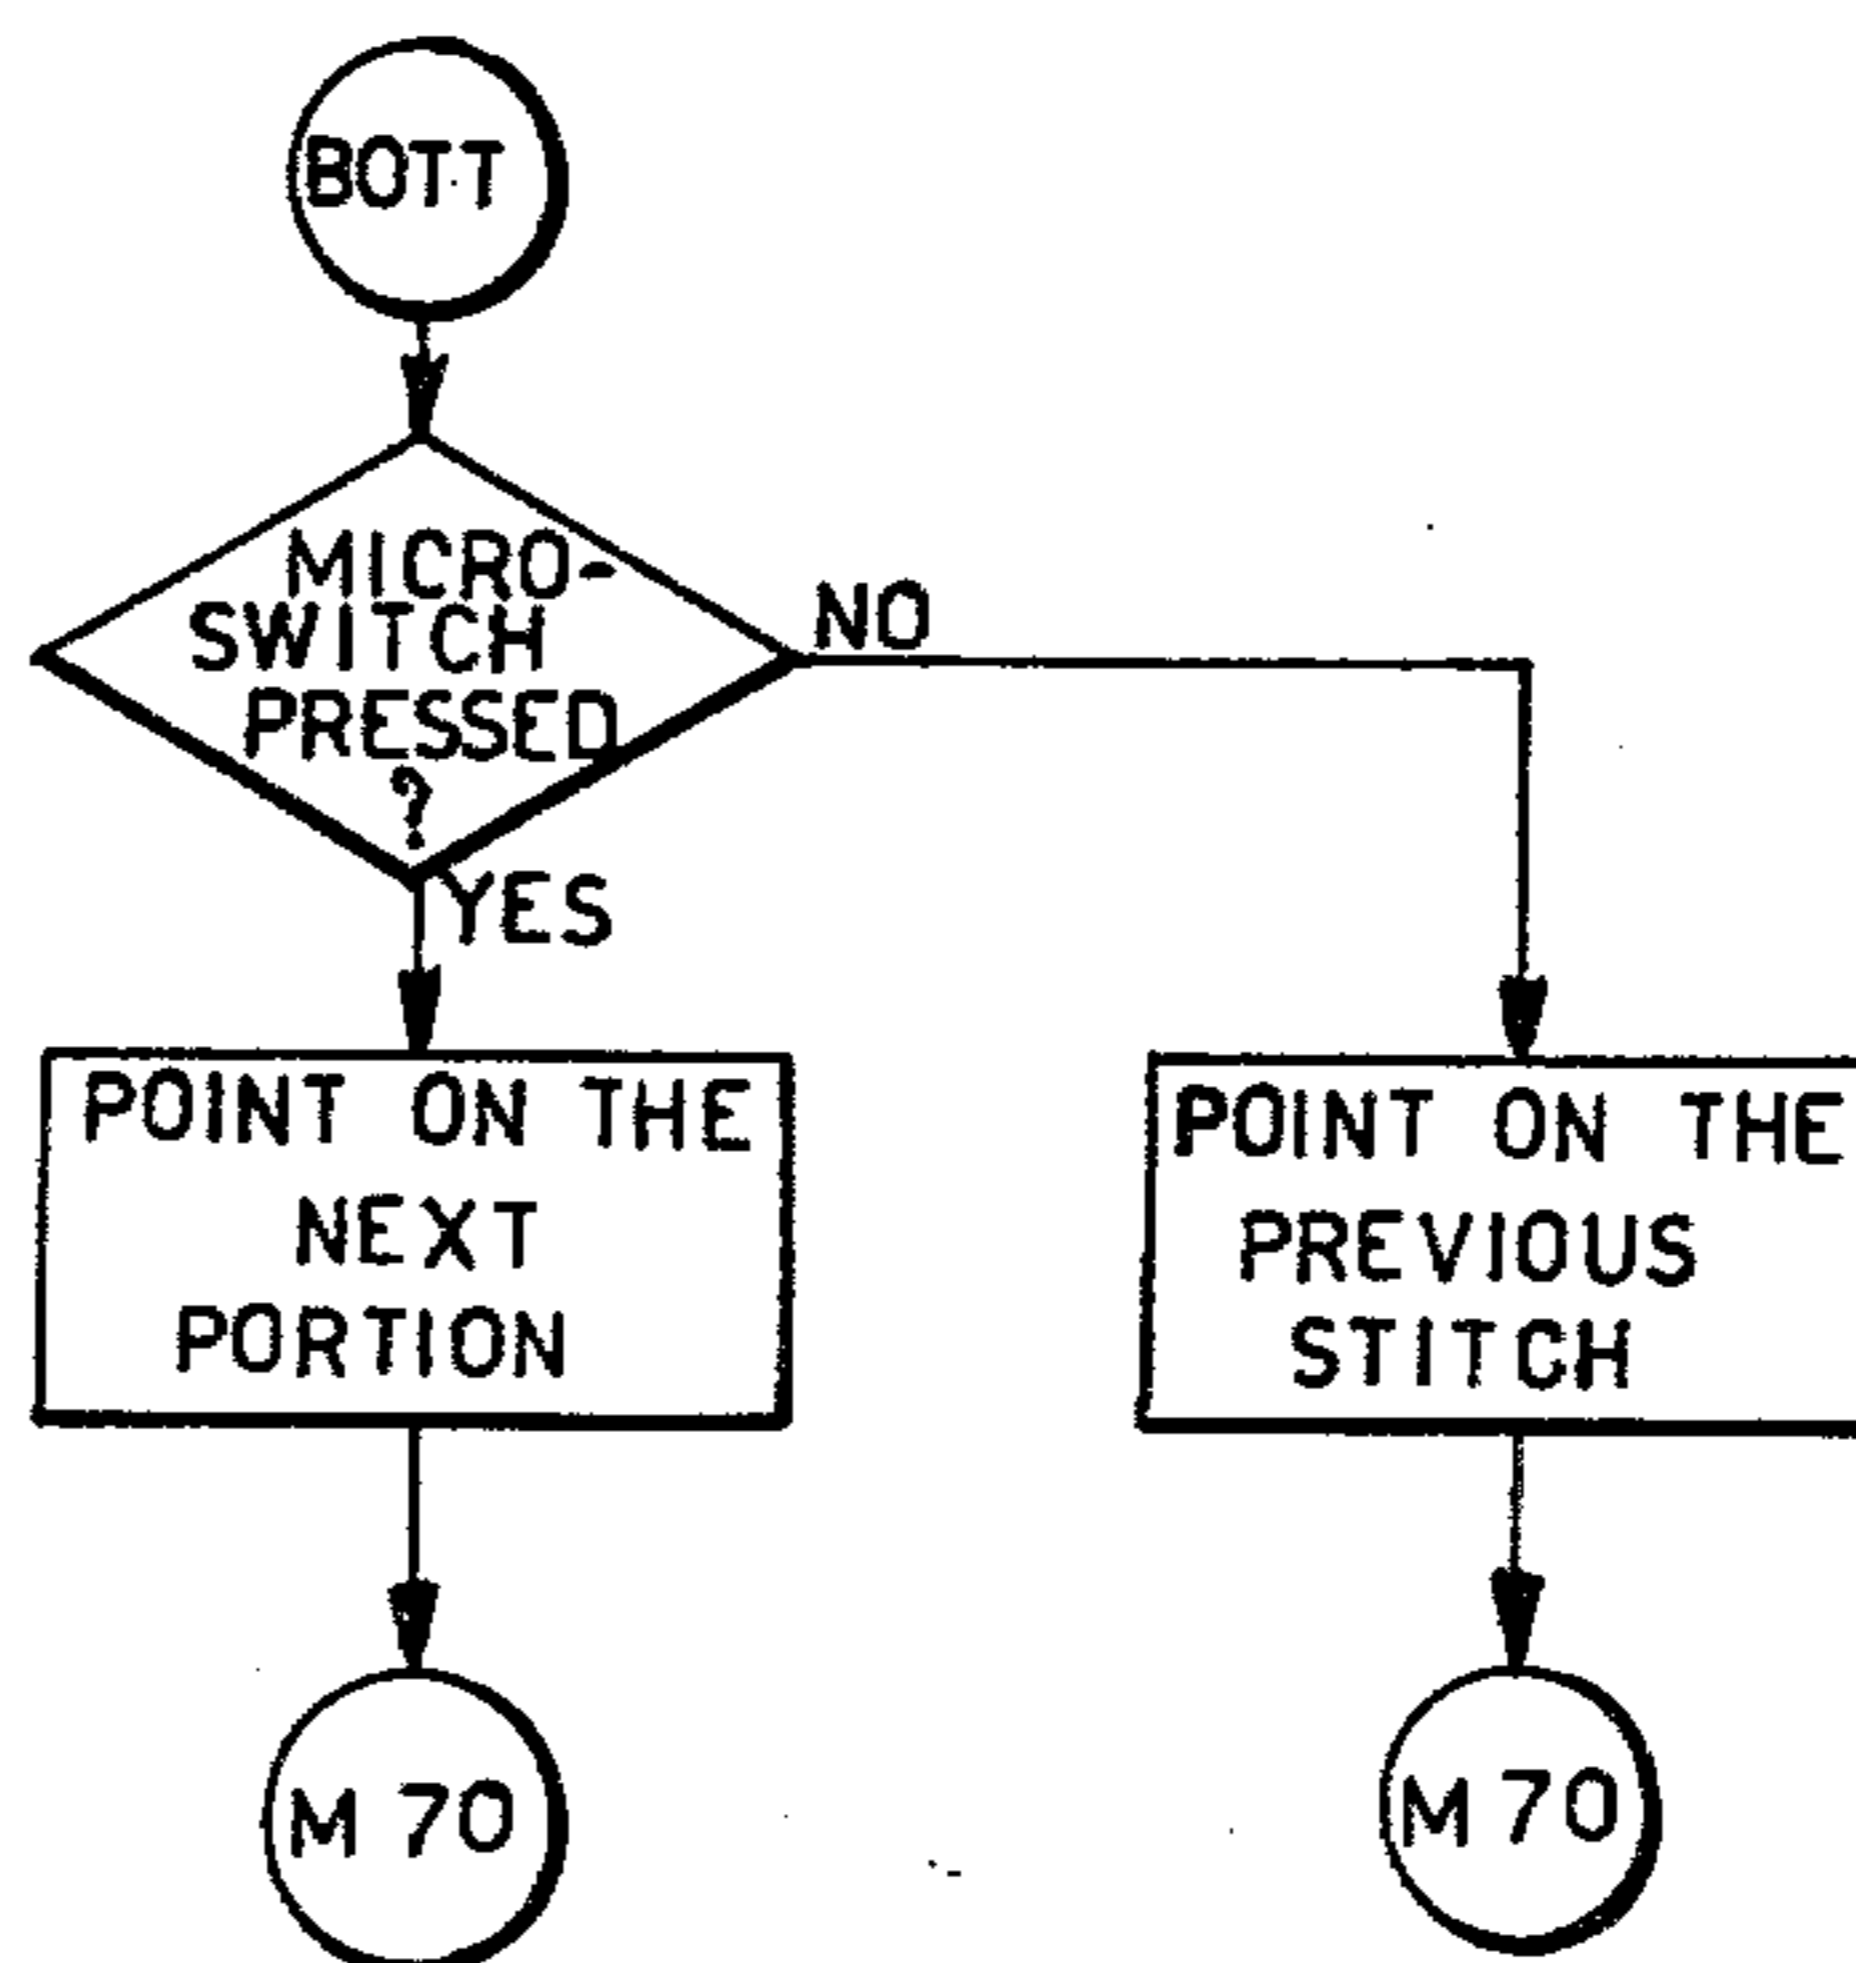 BOTT
MICRO-
SWITCH
PRESSED
?
NO
YES
POINT ON THE
NEXT
PORTION
POINT ON THE
PREVIOUS
STITCH
M 70
M 70